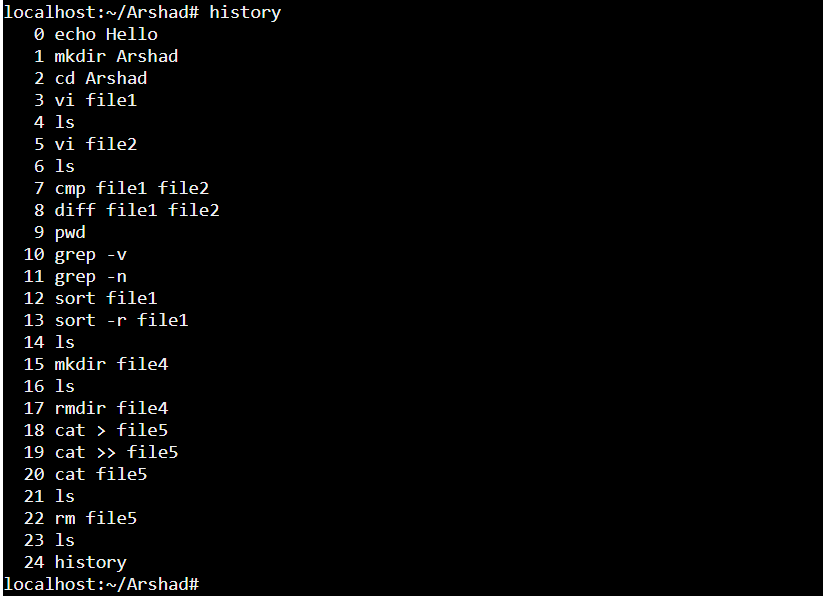 localhost:~/Arshad# history
   0 echo Hello
   1 mkdir Arshad
   2 cd Arshad
   3 vi file1
   4 ls
   5 vi file2
   6 ls
   7 cmp file1 file2
   8 diff file1 file2
   9 pwd
  10 grep -v
  11 grep -n
  12 sort file1
  13 sort -r file1
  14 ls
  15 mkdir file4
  16 ls
  17 rmdir file4
  18 cat > file5
  19 cat >> file5
  20 cat file5
  21 ls
  22 rm file5
  23 ls
  24 history
localhost:~/Arshad#